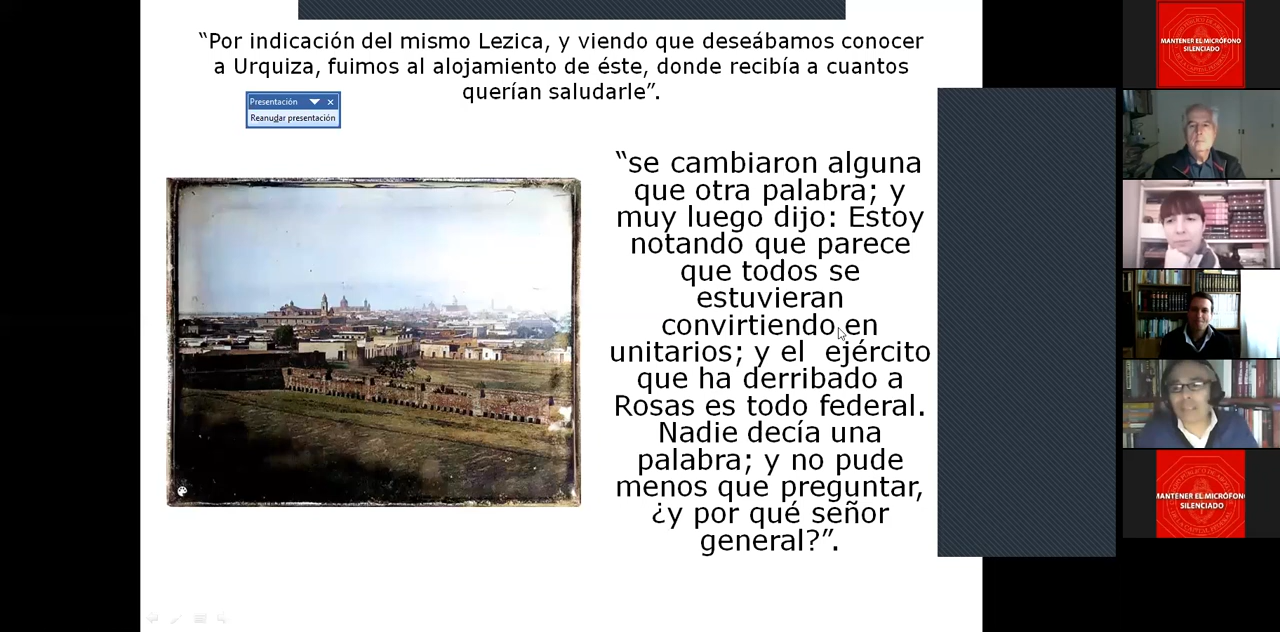 “Por indicación del mismo Lezica, y viendo que deseábamos conocer
a Urquiza, fuimos al alojamiento de éste, donde recibía a cuantos
querían saludarle”.
Presentación
Reanudar presentación
“se cambiaron alguna
que otra palabra; y
muy luego dijo: Estoy
notando que parece
que todos se
estuvieran
convirtiendo en
unitarios; y el ejército
que ha derribado a
Rosas es todo federal.
Nadie decía una
palabra; y no pude
menos que preguntar,
¿y por qué señor
general?”.
MANTENER EL MICRÓFONO
SILENCIADO
MANTENER EL MICRÓFONO
SILENCIADO